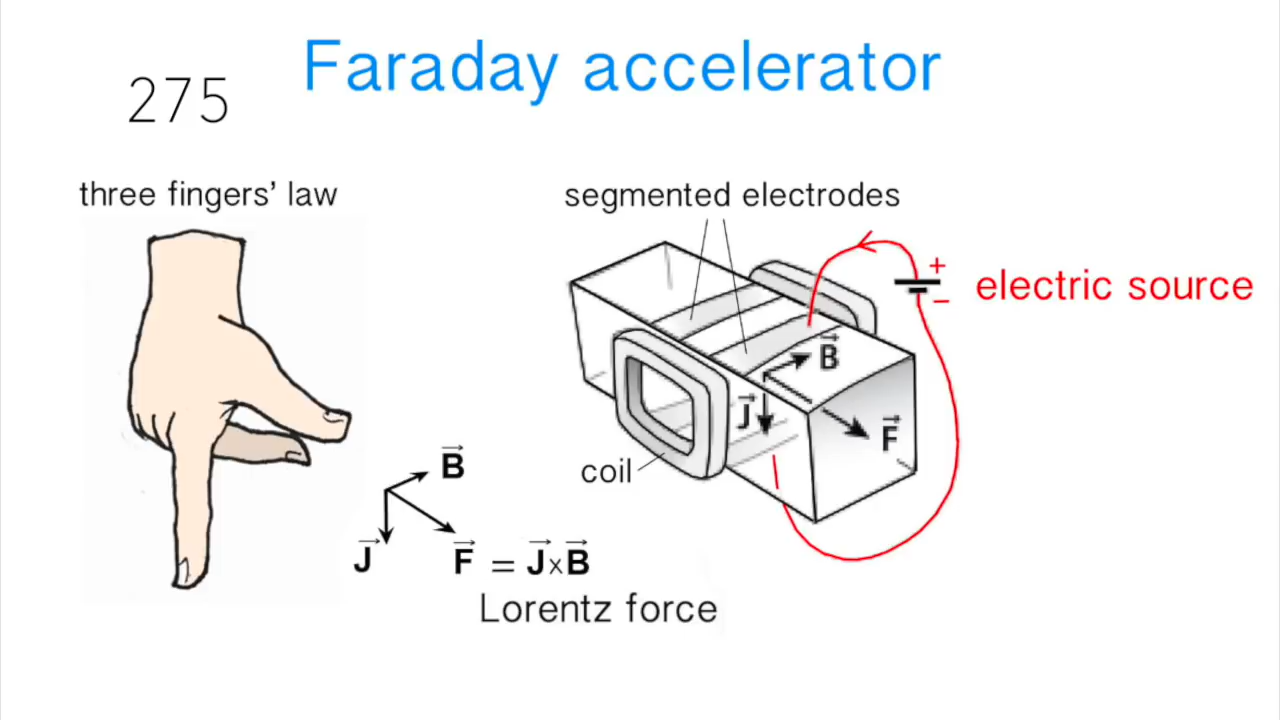 Faraday accelerator
275
three fingers’ law
segmented electrodes
+
− electric source
B
J
F
coil
B
J
F = J×B
Lorentz force